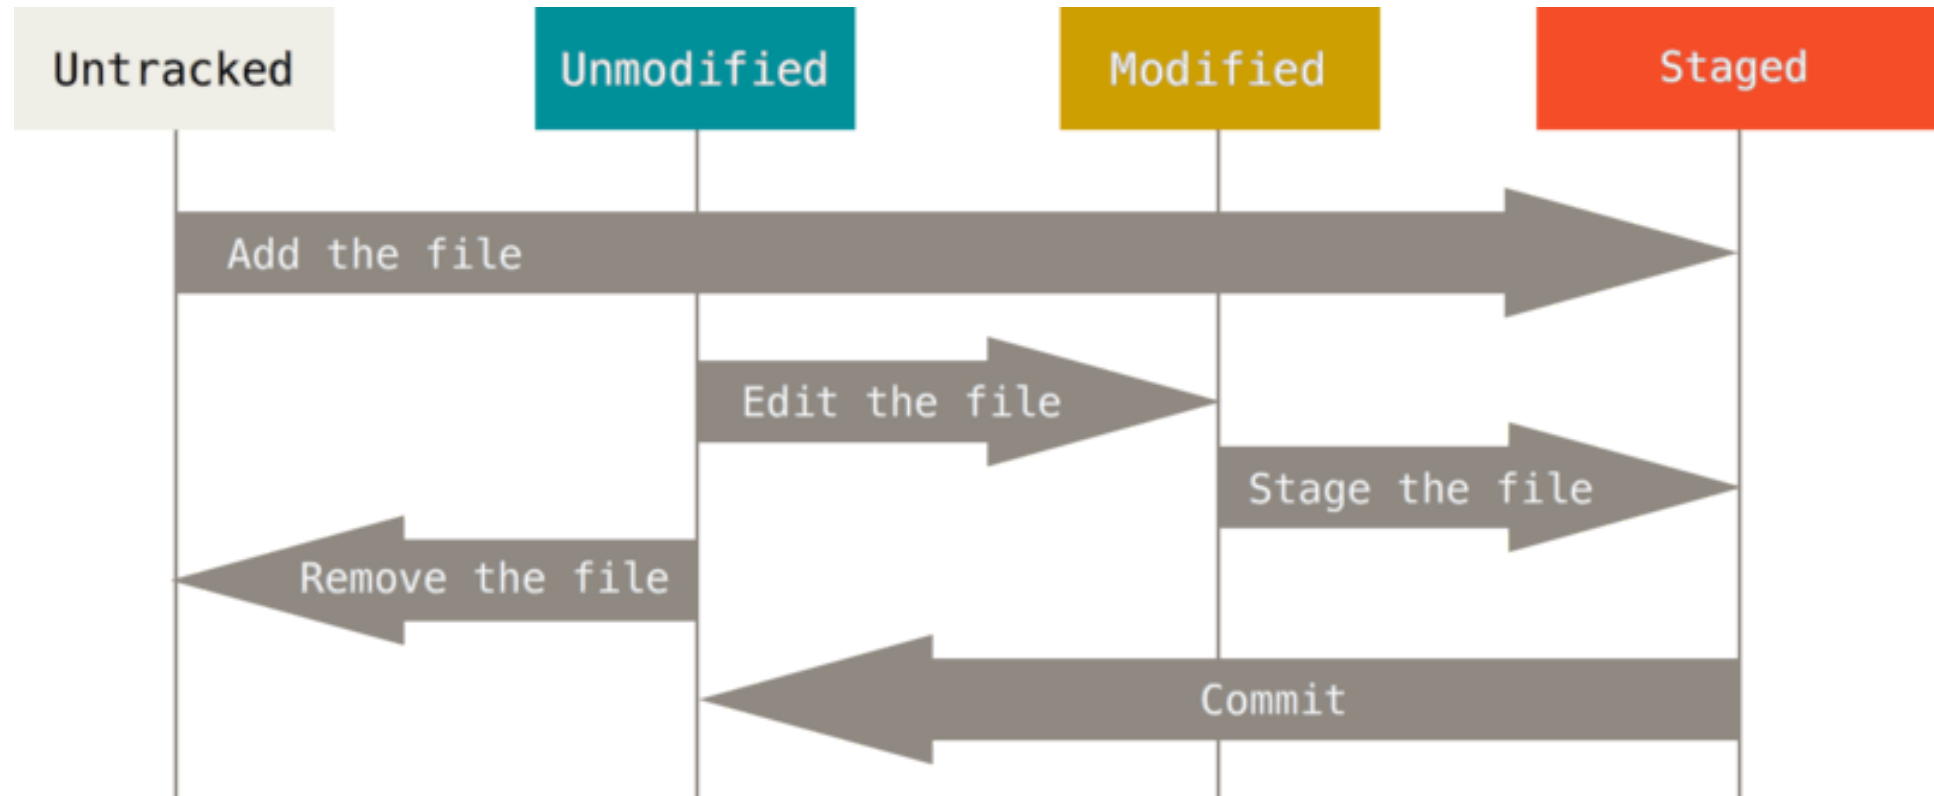 Untracked
Unmodified
Modified
Staged
Add the file
Edit the file
Stage the file
Remove the file
Commit